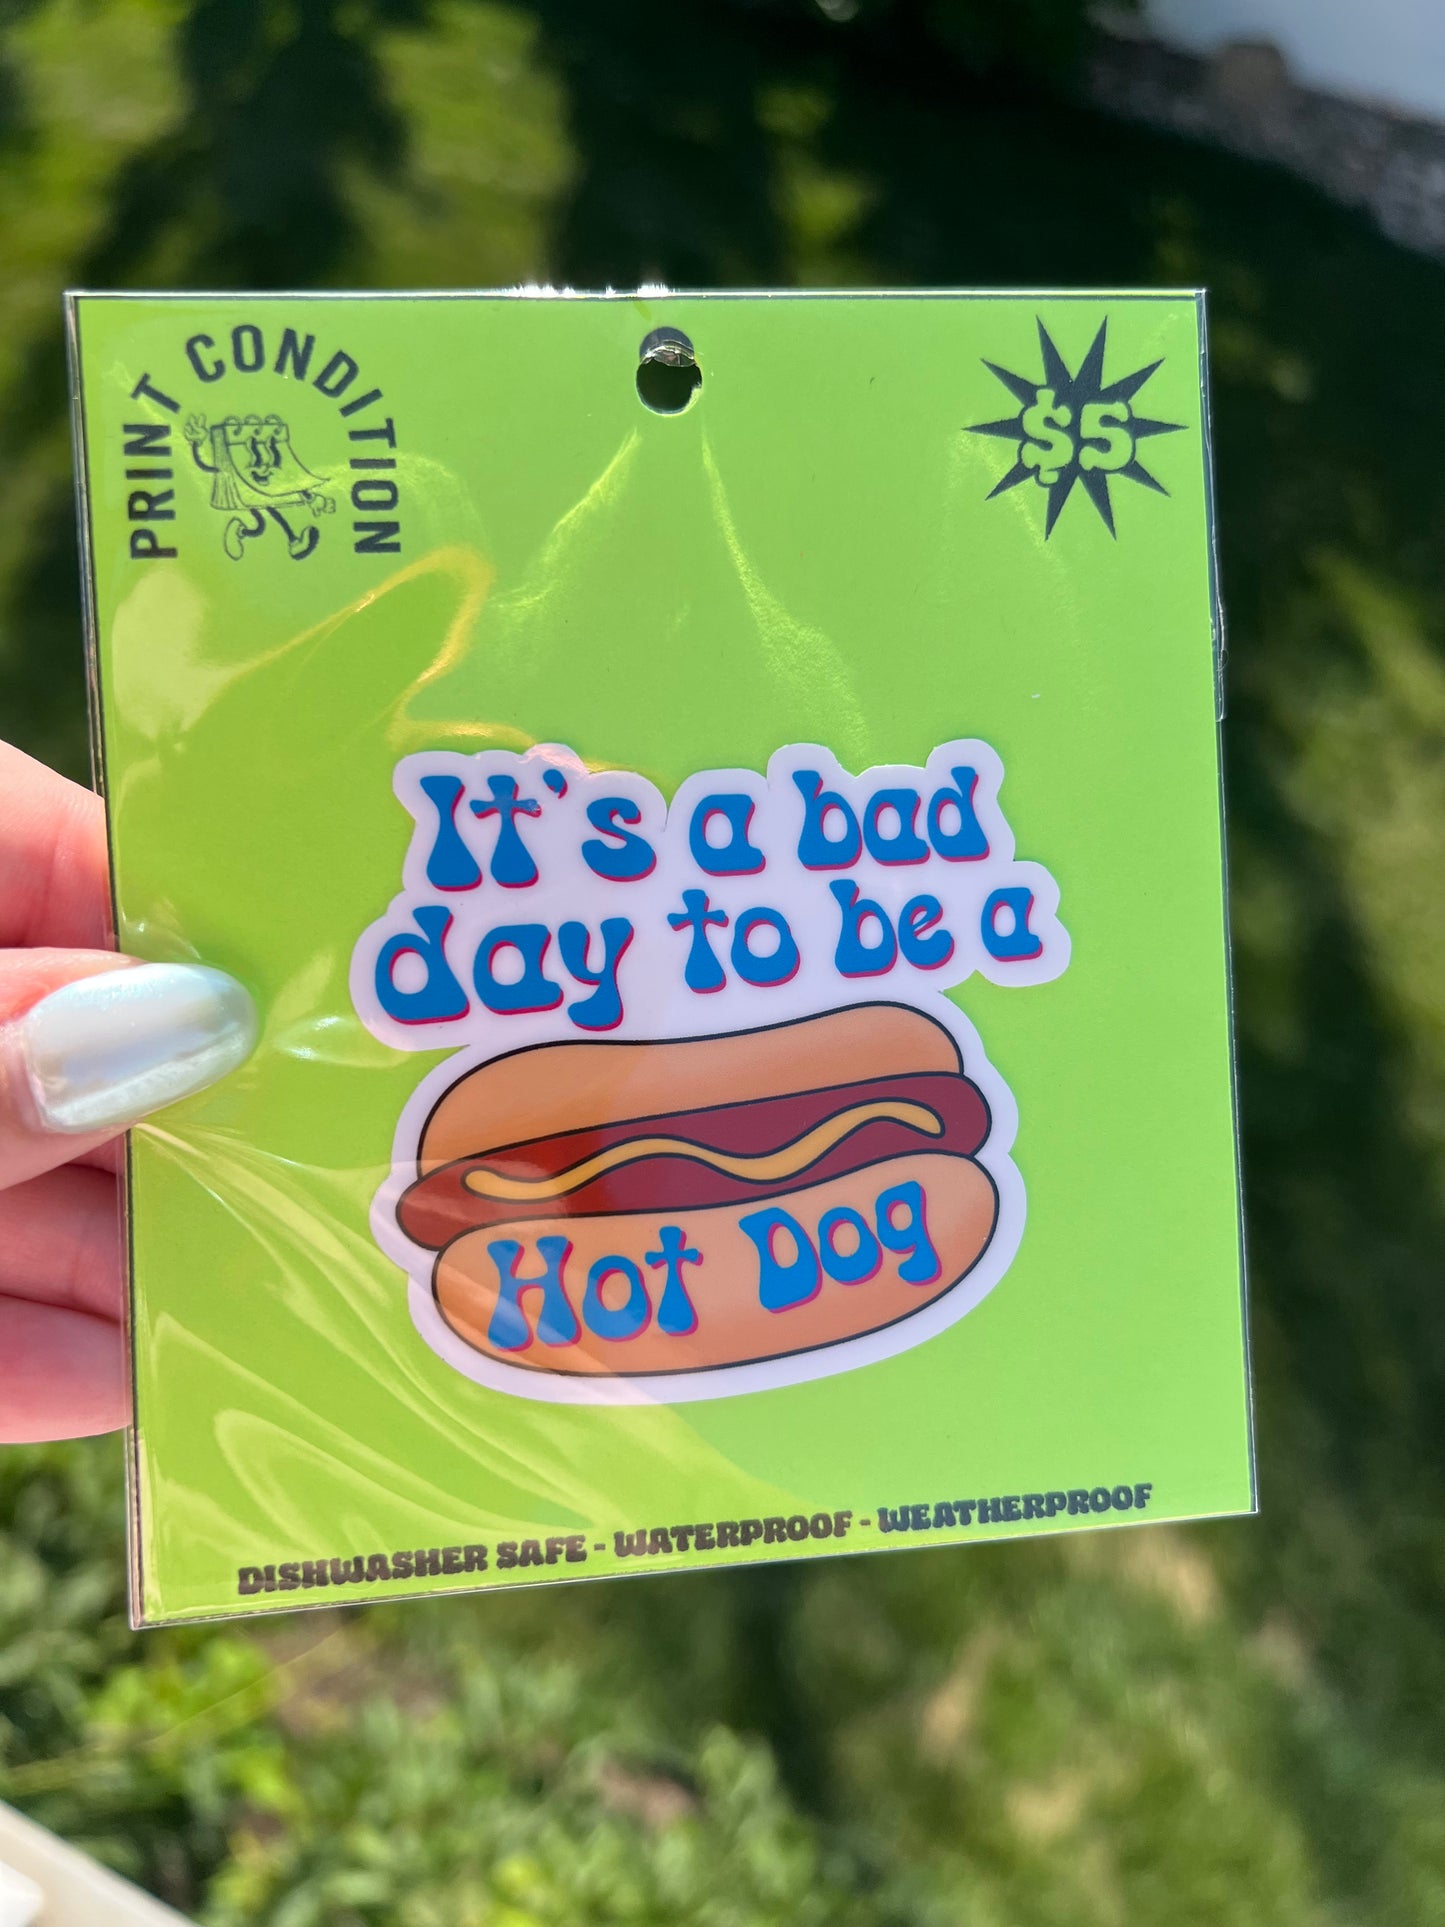 PRINT CONDITION
$5
It's a bad
day to be a
Hot Dog
DISHWASHER SAFE - WATERPROOF - WEATHERPROOF